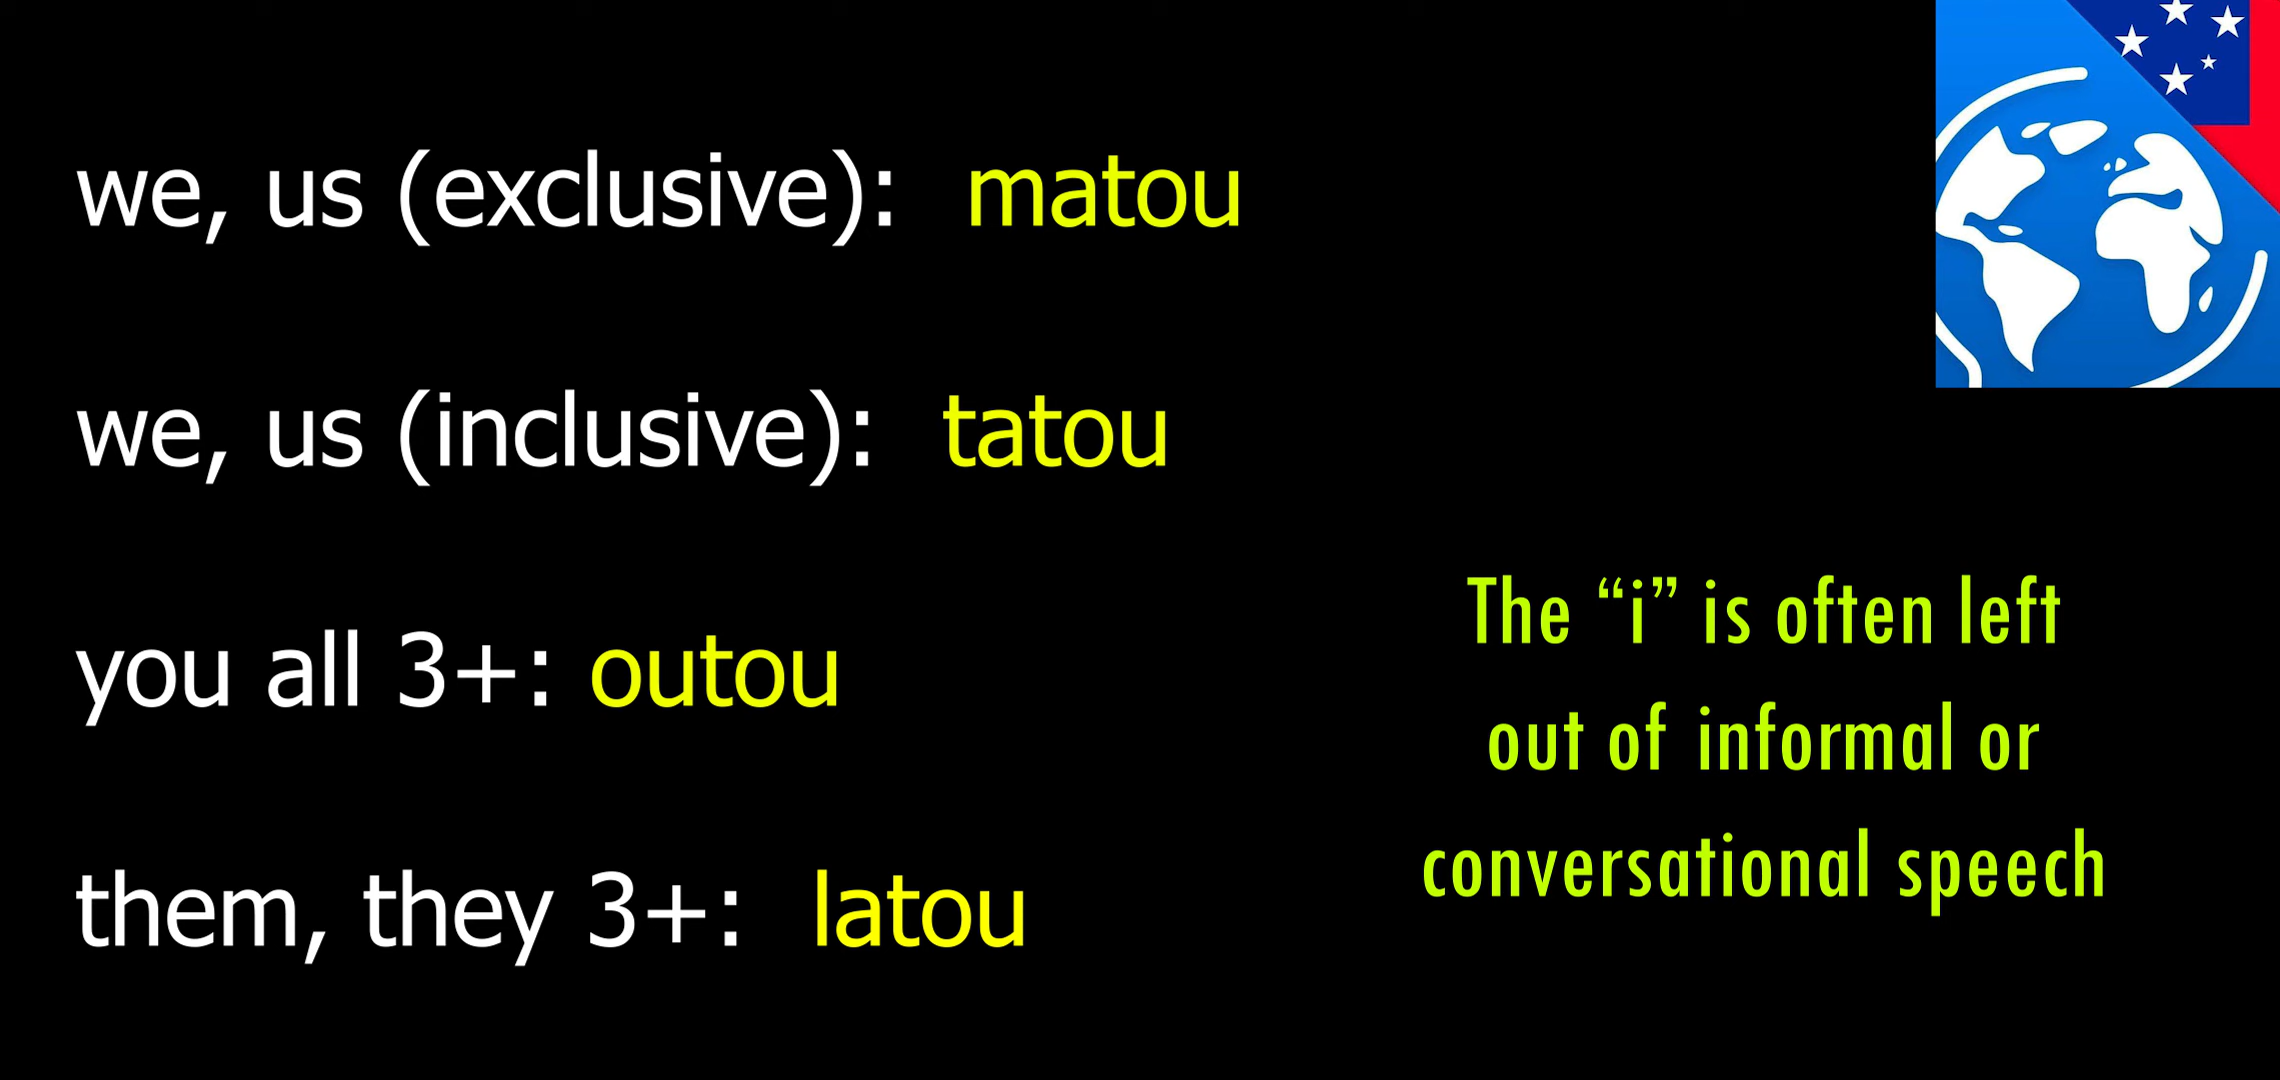 we, us (exclusive): matou
we, us (inclusive): tatou
you all 3+: outou
them, they 3+: latou
The “i” is often left
out of informal or
conversational speech